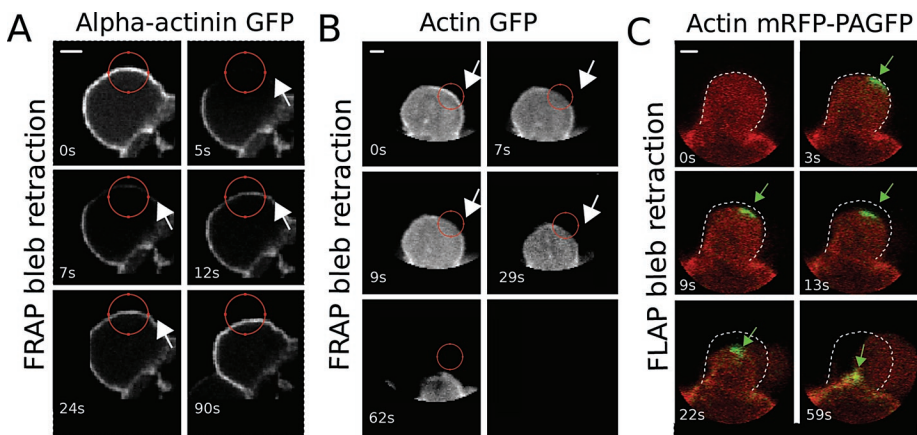 A Alpha-actinin GFP
FRAP bleb retraction
0s 5s
7s 12s
24s 90s
B Actin GFP
FRAP bleb retraction
0s 7s
9s 29s
62s
C Actin mRFP-PAGFP
FLAP bleb retraction
0s 3s
9s 13s
22s 59s